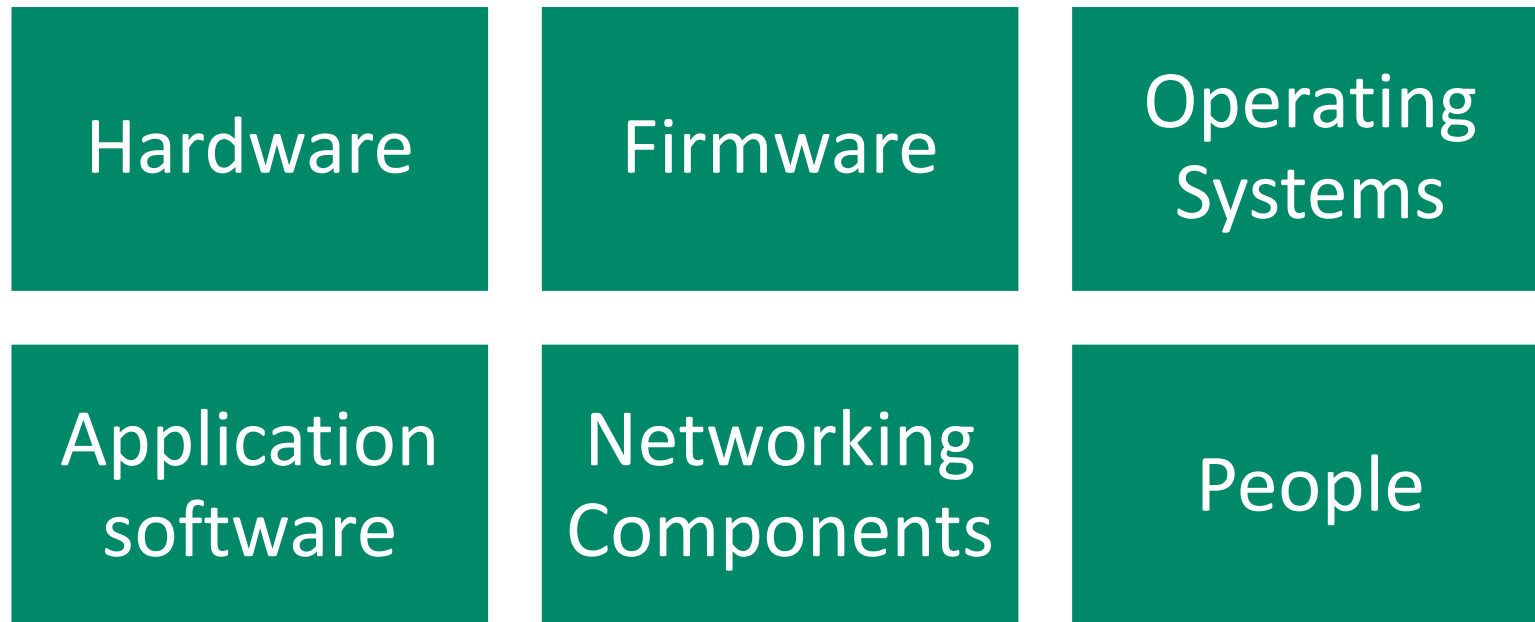 Hardware
Firmware
Operating
Systems
Application
software
Networking
Components
People